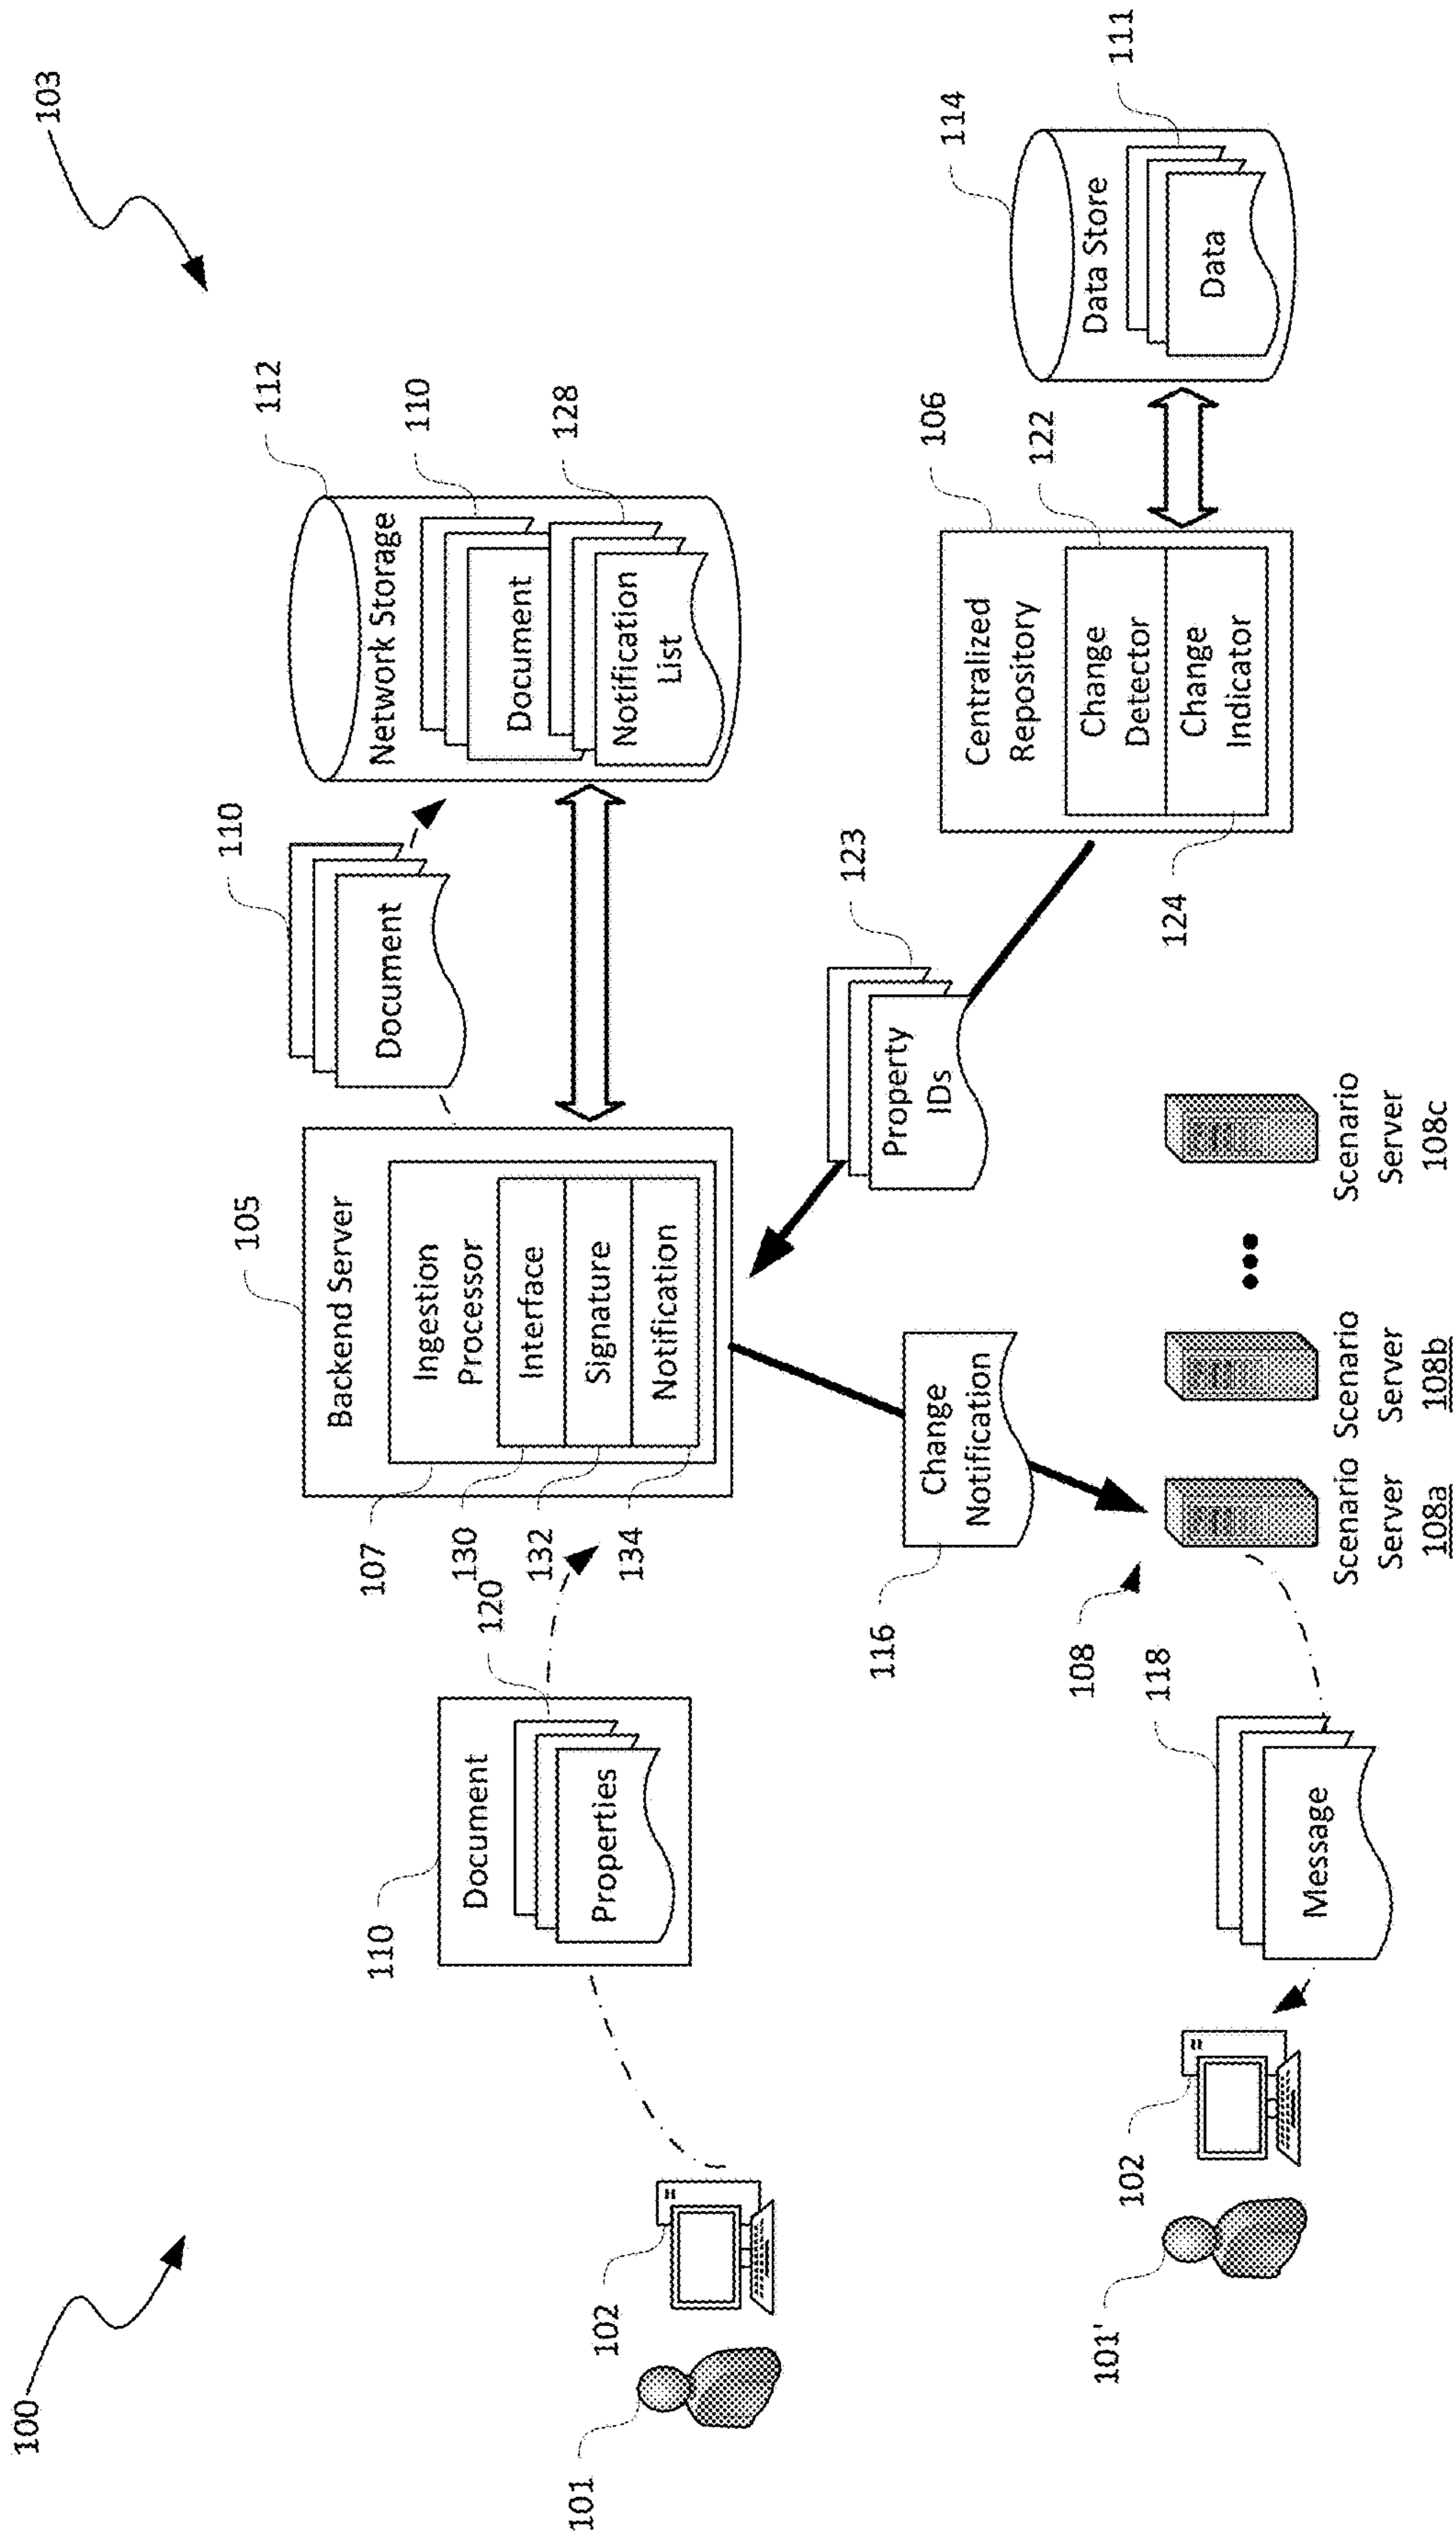 100
103
112
Network Storage
110
Document
128
Notification
List
110
Document
105
Backend Server
Ingestion
Processor
Interface
Signature
Notification
107
130
132
134
110
Document
120
Properties
102
101
114
Data Store
111
Data
106
Centralized
Repository
122
Change
Detector
Change
Indicator
124
123
Property
IDs
Change
Notification
116
108
Scenario
Server
108a
Scenario
Server
108b
Scenario
Server
108c
118
Message
102
101'